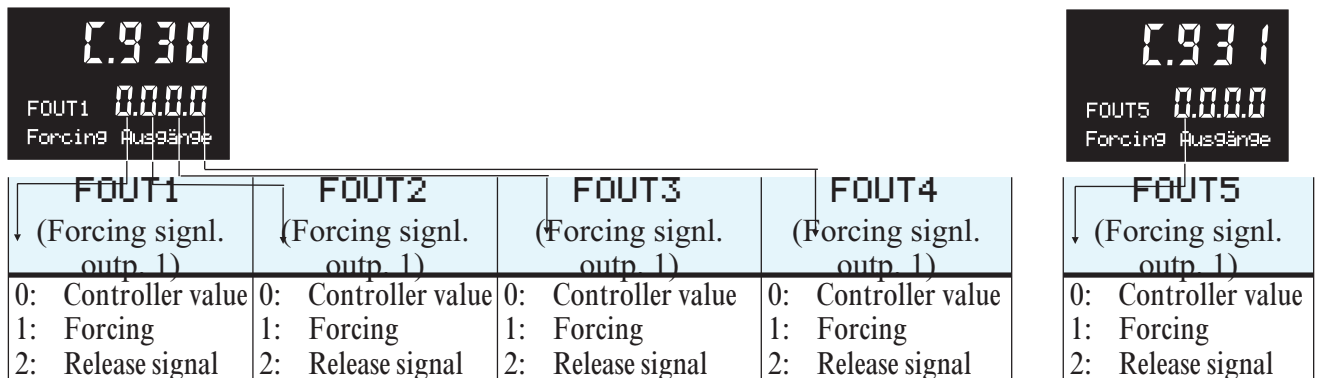 C.930
FOUT1 0.0.0.0
Forcing Ausgänge
C.931
FOUT5 0.0.0.0
Forcing Ausgänge
FOUT1 FOUT2 FOUT3 FOUT4 FOUT5
(Forcing signl. (Forcing signl. (Forcing signl. (Forcing signl. (Forcing signl.
outp. 1) outp. 1) outp. 1) outp. 1) outp. 1)
0: Controller value 0: Controller value 0: Controller value 0: Controller value 0: Controller value
1: Forcing 1: Forcing 1: Forcing 1: Forcing 1: Forcing
2: Release signal 2: Release signal 2: Release signal 2: Release signal 2: Release signal